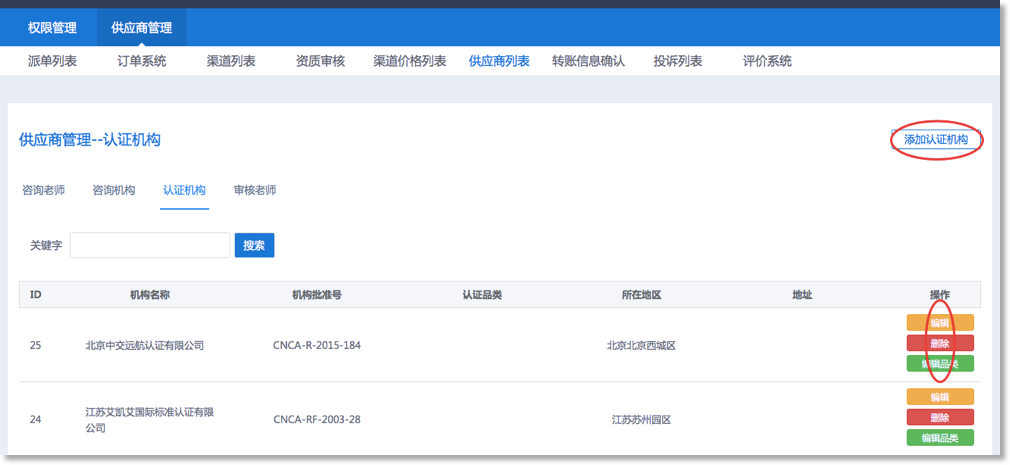 权限管理 供应商管理
派单列表 订单系统 渠道列表 资质审核 渠道价格列表 供应商列表 转账信息确认 投诉列表 评价系统
供应商管理--认证机构 添加认证机构
咨询老师 咨询机构 认证机构 审核老师
关键字 搜索
ID 机构名称 机构批准号 认证品类 所在地区 地址 操作
编辑
25 北京中交远航认证有限公司 CNCA-R-2015-184 北京北京西城区 删除
编辑品类
编辑
江苏艾凯艾国际标准认证有限
24 CNCA-RF-2003-28 江苏苏州园区 删除
公司
编辑品类